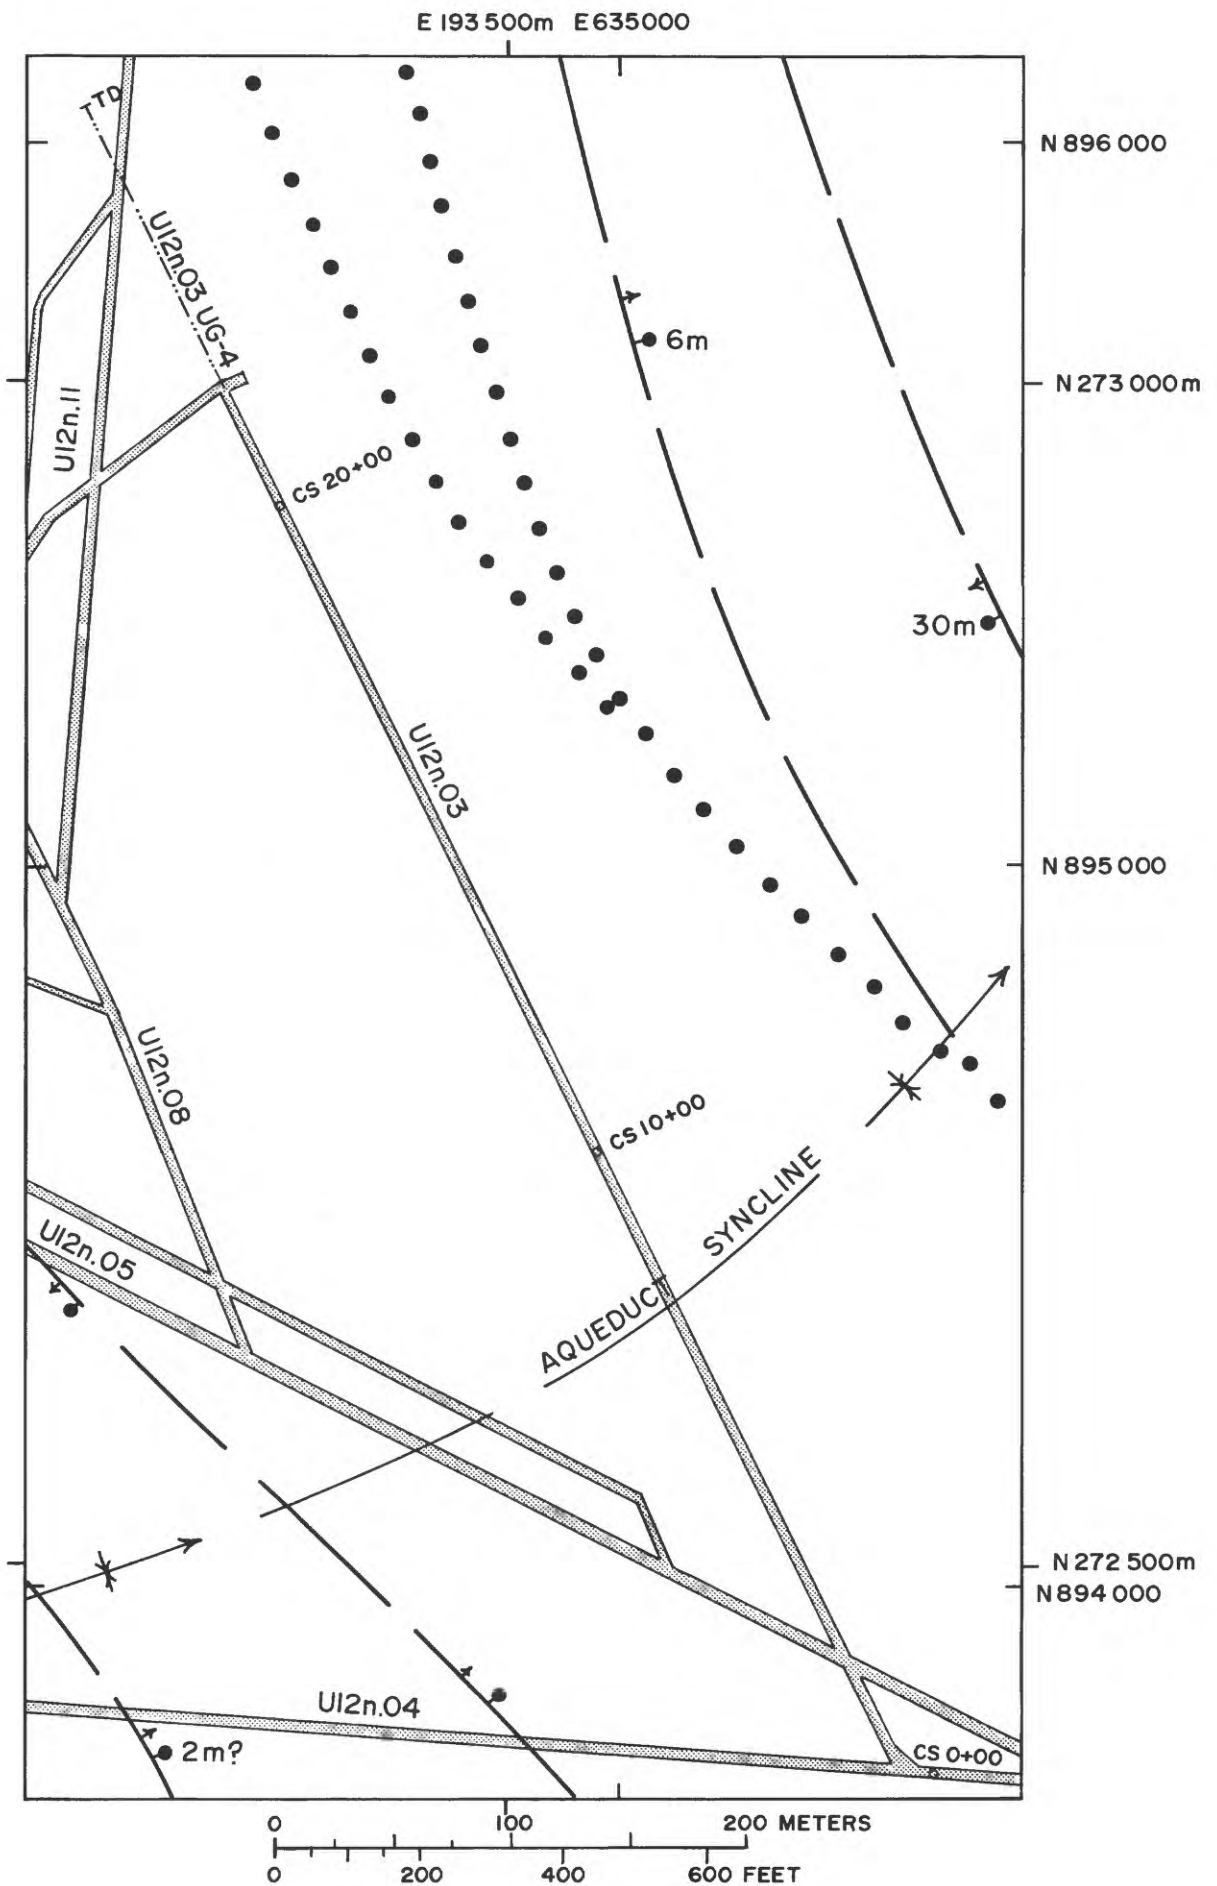 E 193 500m E 635000
TTD
N 896 000
U12n.03 UG-4
6m
N 273 000 m
U12n.11
CS 20+00
30m
U12n.03
N 895 000
U12n.08
CS 10+00
AQUEDUCT SYNCLINE
U12n.05
N 272 500m
N 894 000
U12n.04
2m?
CS 0+00
0 100 200 METERS
0 200 400 600 FEET